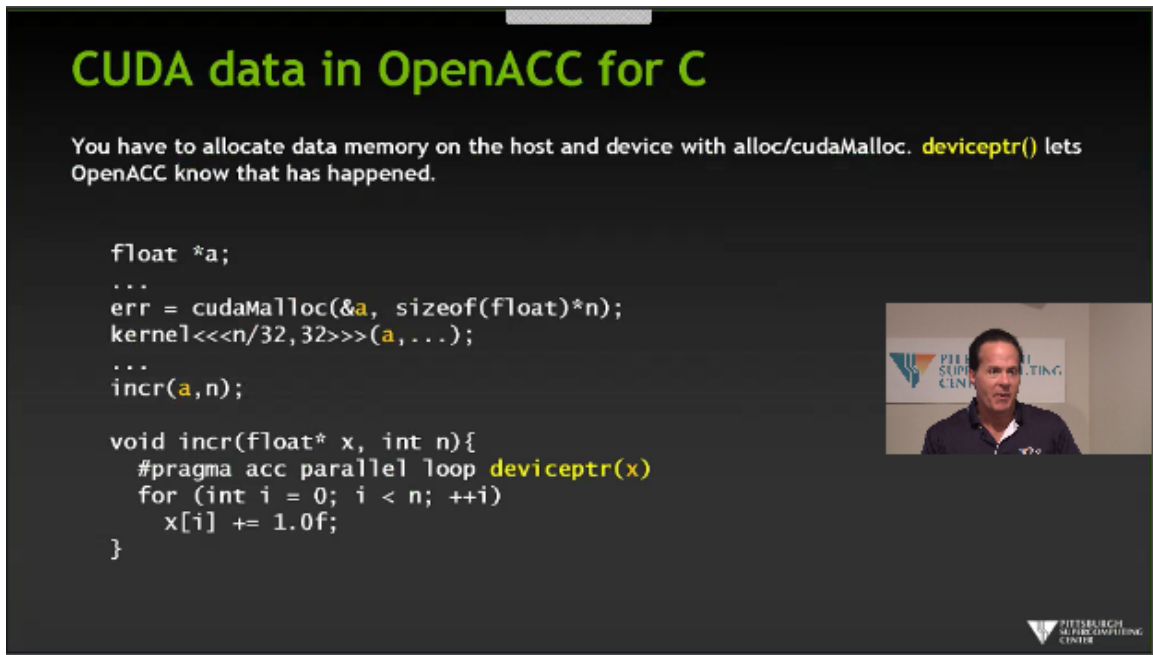 CUDA data in OpenACC for C
You have to allocate data memory on the host and device with alloc/cudaMalloc. deviceptr() lets
OpenACC know that has happened.
float *a;
...
err = cudaMalloc(&a, sizeof(float)*n);
kernel<<<n/32,32>>>(a,...);
...
incr(a,n);
void incr(float* x, int n){
#pragma acc parallel loop deviceptr(x)
for (int i = 0; i < n; ++i)
x[i] += 1.0f;
}
PITTSBURGH
SUPERCOMPUTING
CENTER